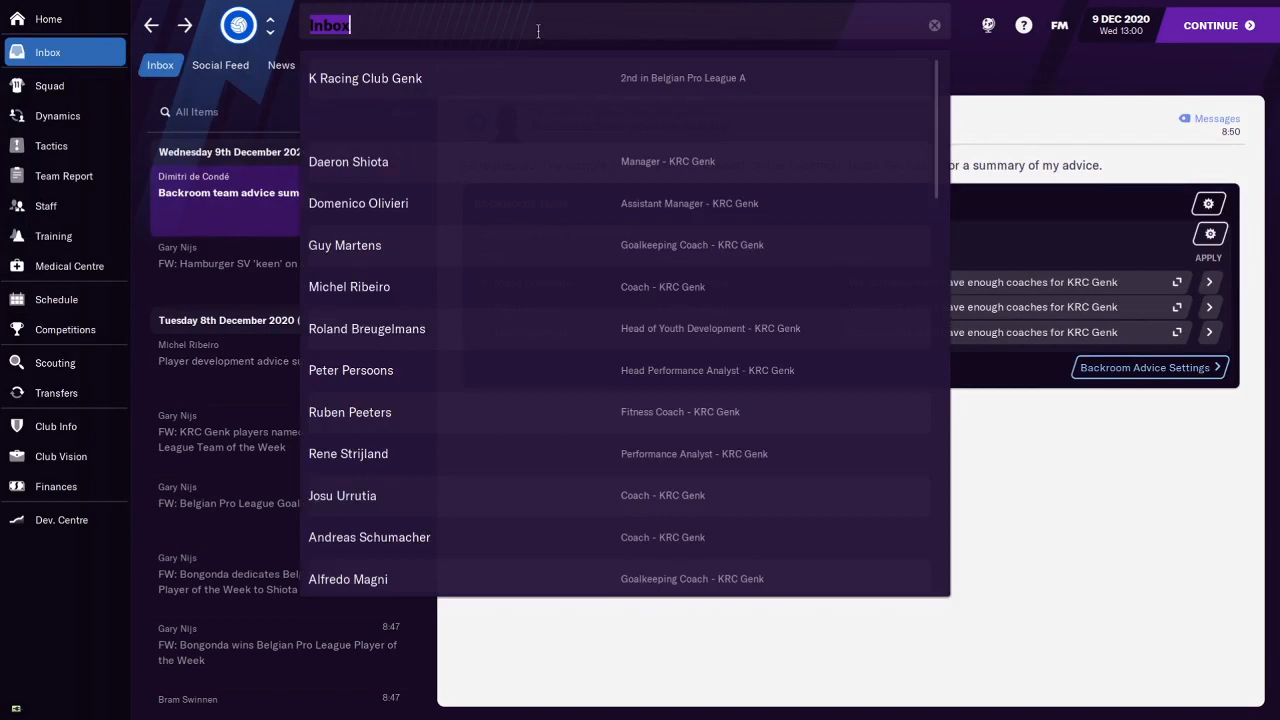 Home
Inbox
Squad
Dynamics
Tactics
Team Report
Staff
Training
Medical Centre
Schedule
Competitions
Scouting
Transfers
Club Info
Club Vision
Finances
Dev. Centre
Inbox
FM
9 DEC 2020
Wed 13:00
CONTINUE
Inbox
Social Feed
News
All Items
Wednesday 9th December 202
Dimitri de Condé
Backroom team advice sum
Gary Nijs
FW: Hamburger SV 'keen' on
Tuesday 8th December 2020 (
Michel Ribeiro
Player development advice su
Gary Nijs
FW: KRC Genk players named
League Team of the Week
Gary Nijs
FW: Belgian Pro League Goal
Gary Nijs
FW: Bongonda dedicates Bel
Player of the Week to Shiota
Gary Nijs 8:47
FW: Bongonda wins Belgian Pro League Player of
the Week
Bram Swinnen 8:47
K Racing Club Genk 2nd in Belgian Pro League A
Daeron Shiota Manager - KRC Genk
Domenico Olivieri Assistant Manager - KRC Genk
Guy Martens Goalkeeping Coach - KRC Genk
Michel Ribeiro Coach - KRC Genk
Roland Breugelmans Head of Youth Development - KRC Genk
Peter Persoons Head Performance Analyst - KRC Genk
Ruben Peeters Fitness Coach - KRC Genk
Rene Strijland Performance Analyst - KRC Genk
Josu Urrutia Coach - KRC Genk
Andreas Schumacher Coach - KRC Genk
Alfredo Magni Goalkeeping Coach - KRC Genk
Messages
8:50
or a summary of my advice.
APPLY
ave enough coaches for KRC Genk
ave enough coaches for KRC Genk
ave enough coaches for KRC Genk
Backroom Advice Settings